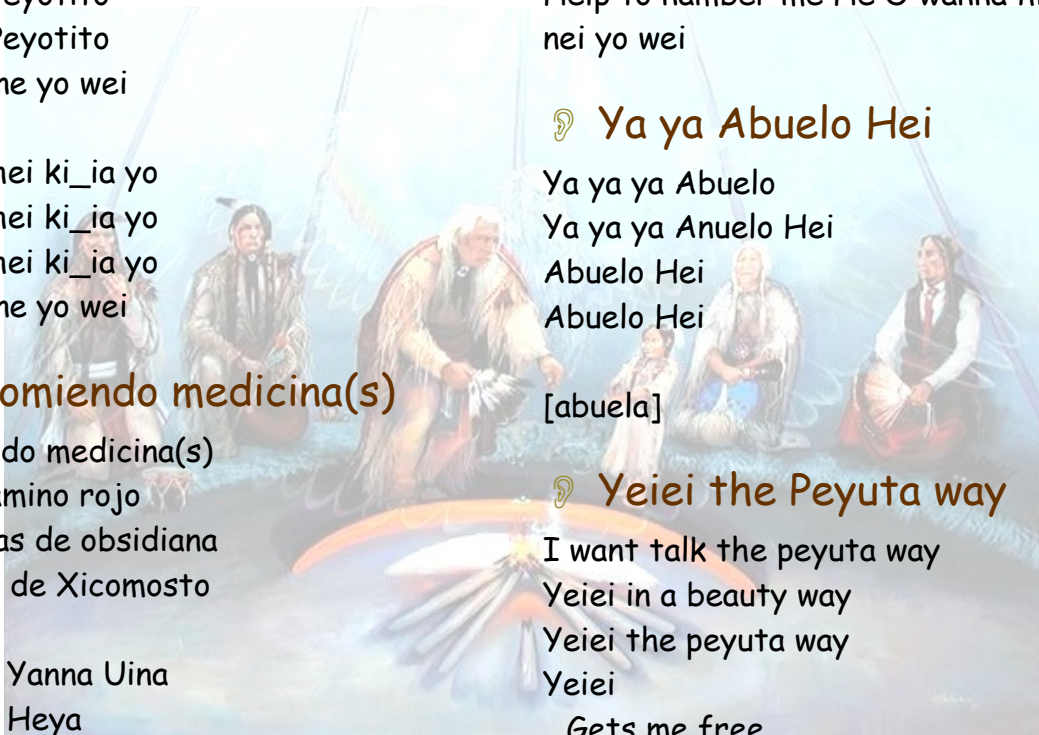 Peyotito
ne yo wei
nei ki_ia yo
nei ki_ia yo
nei ki_ia yo
ne yo wei
omiendo medicina(s)
do medicina(s)
mino rojo
as de obsidiana
de Xicomosto
Yanna Uina
Heya
nei yo wei
Ya ya Abuelo Hei
Ya ya ya Abuelo
Ya ya ya Anuelo Hei
Abuelo Hei
Abuelo Hei
[abuela]
Yeiei the Peyuta way
I want talk the peyuta way
Yeiei in a beauty way
Yeiei the peyuta way
Yeiei
Gets me free